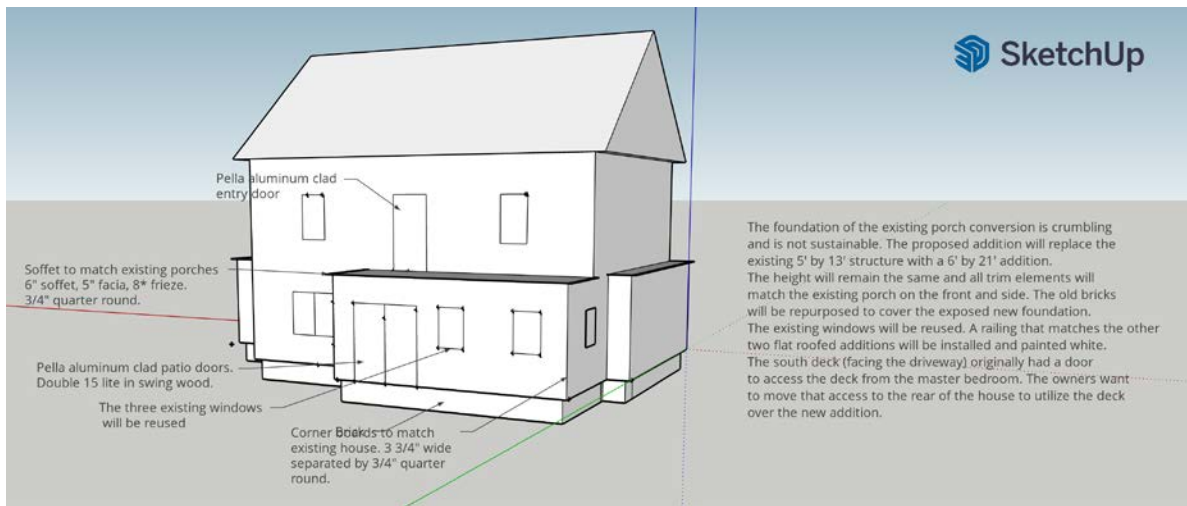 SketchUp
Pella aluminum clad
entry door
Soffet to match existing porches
6" soffet, 5" facia, 8* frieze.
3/4" quarter round.
Pella aluminum clad patio doors.
Double 15 lite in swing wood.
The three existing windows
will be reused
Brick
Corner boards to match
existing house. 3 3/4" wide
separated by 3/4" quarter
round.
The foundation of the existing porch conversion is crumbling
and is not sustainable. The proposed addition will replace the
existing 5' by 13' structure with a 6' by 21' addition.
The height will remain the same and all trim elements will
match the existing porch on the front and side. The old bricks
will be repurposed to cover the exposed new foundation.
The existing windows will be reused. A railing that matches the other
two flat roofed additions will be installed and painted white.
The south deck (facing the driveway) originally had a door
to access the deck from the master bedroom. The owners want
to move that access to the rear of the house to utilize the deck
over the new addition.